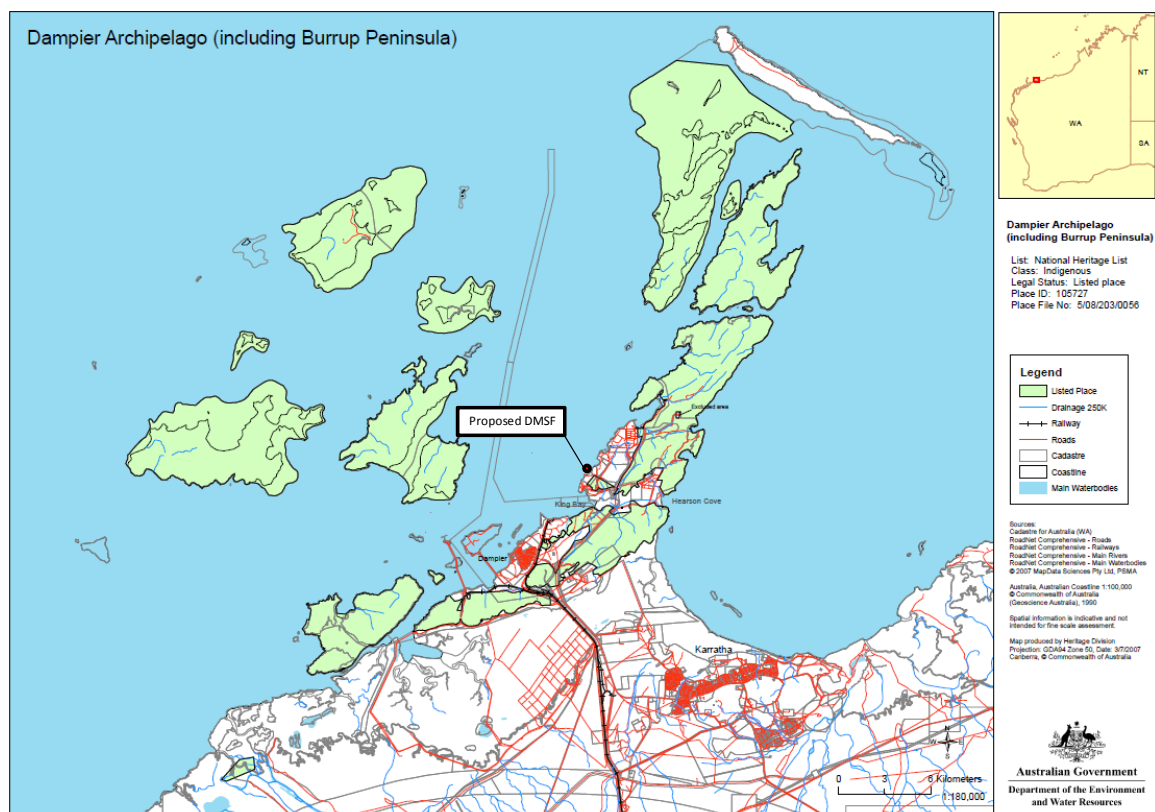 Dampier Archipelago (including Burrup Peninsula)
NT
WA
SA
Dampier Archipelago
(including Burrup Peninsula)
List: National Heritage List
Class: Indigenous
Legal Status: Listed place
Place ID: 105727
Place File No: 5/08/203/0056
Legend
Listed Place
Drainage 250K
Railway
Roads
Cadastre
Coastline
Main Waterbodies
Excluded area
Proposed DMSF
King Bay
Hearson Cove
Dampier
Karratha
Sources:
Cadastre for Australia (WA)
RoadNet Comprehensive - Roads
RoadNet Comprehensive - Railways
RoadNet Comprehensive - Main Rivers
RoadNet Comprehensive - Main Waterbodies
© 2007 MapData Sciences Pty Ltd, PSMA
Australia, Australian Coastline 1:100,000
© Commonwealth of Australia
(Geoscience Australia), 1990
Spatial information is indicative and not
intended for fine scale assessment.
Map produced by Heritage Division
Projection: GDA94 Zone 50, Date: 3/7/2007
Canberra, © Commonwealth of Australia
N
W E
S
0 3 6 Kilometers
1:180,000
Australian Government
Department of the Environment
and Water Resources